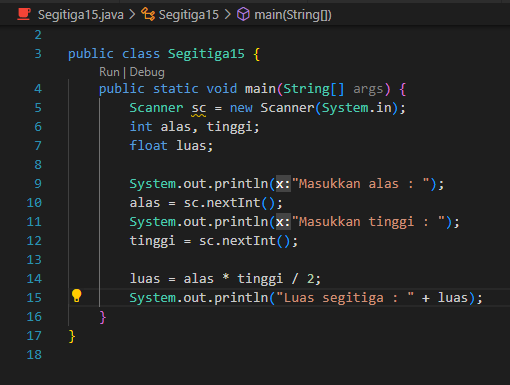 Segitiga15.java > Segitiga15 > main(String[])
2
3 public class Segitiga15 {
Run | Debug
4 public static void main(String[] args) {
5 Scanner sc = new Scanner(System.in);
6 int alas, tinggi;
7 float luas;
8
9 System.out.println(x:"Masukkan alas : ");
10 alas = sc.nextInt();
11 System.out.println(x:"Masukkan tinggi : ");
12 tinggi = sc.nextInt();
13
14 luas = alas * tinggi / 2;
15 System.out.println("Luas segitiga : " + luas);
16 }
17 }
18